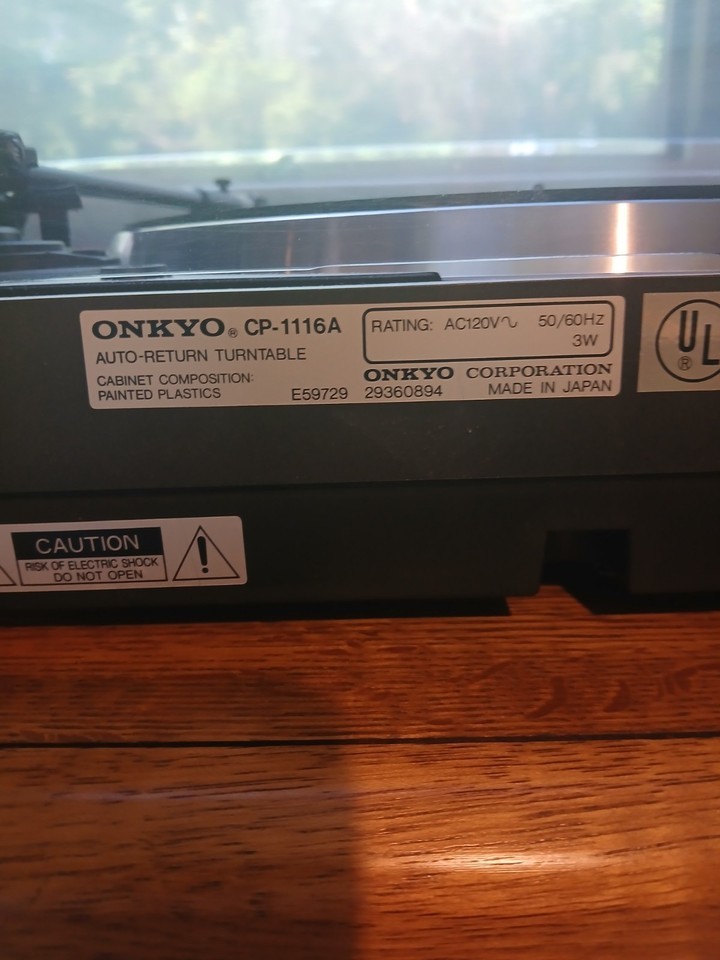 ONKYO® CP-1116A
AUTO-RETURN TURNTABLE
CABINET COMPOSITION:
PAINTED PLASTICS
E59729 29360894
RATING: AC120V∿ 50/60Hz
3W
ONKYO CORPORATION
MADE IN JAPAN
UL
®
CAUTION
RISK OF ELECTRIC SHOCK
DO NOT OPEN
!